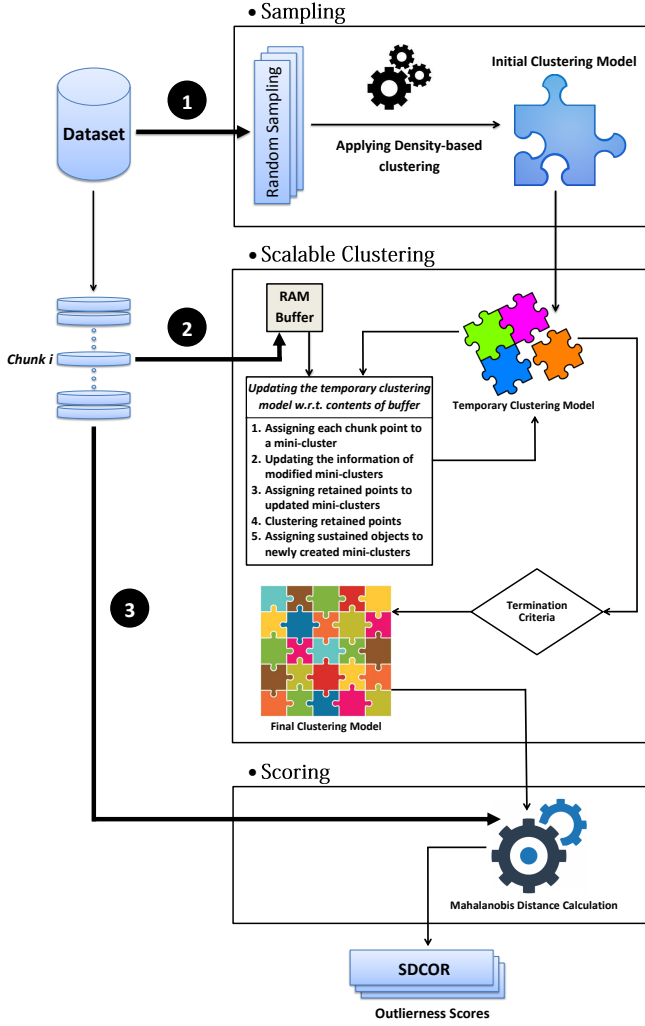 • Sampling
1
Dataset
Random Sampling
Applying Density-based
clustering
Initial Clustering Model
• Scalable Clustering
2
RAM
Buffer
Chunk i
Updating the temporary clustering
model w.r.t. contents of buffer
1. Assigning each chunk point to
a mini-cluster
2. Updating the information of
modified mini-clusters
3. Assigning retained points to
updated mini-clusters
4. Clustering retained points
5. Assigning sustained objects to
newly created mini-clusters
Temporary Clustering Model
3
Termination
Criteria
Final Clustering Model
• Scoring
Mahalanobis Distance Calculation
SDCOR
Outlierness Scores